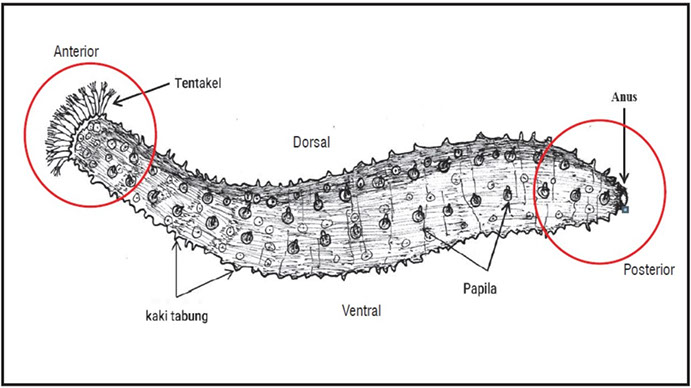 Anterior
Tentakel
Anus
Dorsal
Posterior
Papila
kaki tabung
Ventral